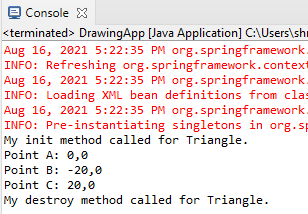 Console
<terminated> DrawingApp [Java Application] C:\Users\shr
Aug 16, 2021 5:22:35 PM org.springframework.
INFO: Refreshing org.springframework.context
Aug 16, 2021 5:22:35 PM org.springframework.
INFO: Loading XML bean definitions from clas
Aug 16, 2021 5:22:35 PM org.springframework.
INFO: Pre-instantiating singletons in org.sp
My init method called for Triangle.
Point A: 0,0
Point B: -20,0
Point C: 20,0
My destroy method called for Triangle.